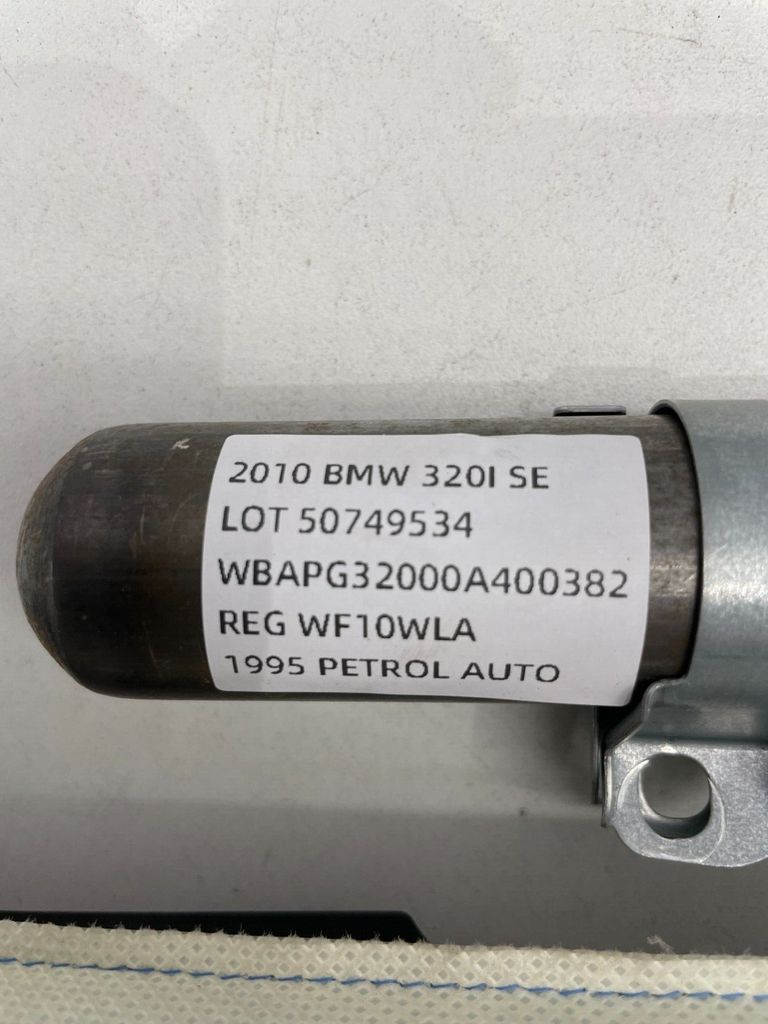 2010 BMW 320I SE
LOT 50749534
WBAPG32000A400382
REG WF10WLA
1995 PETROL AUTO